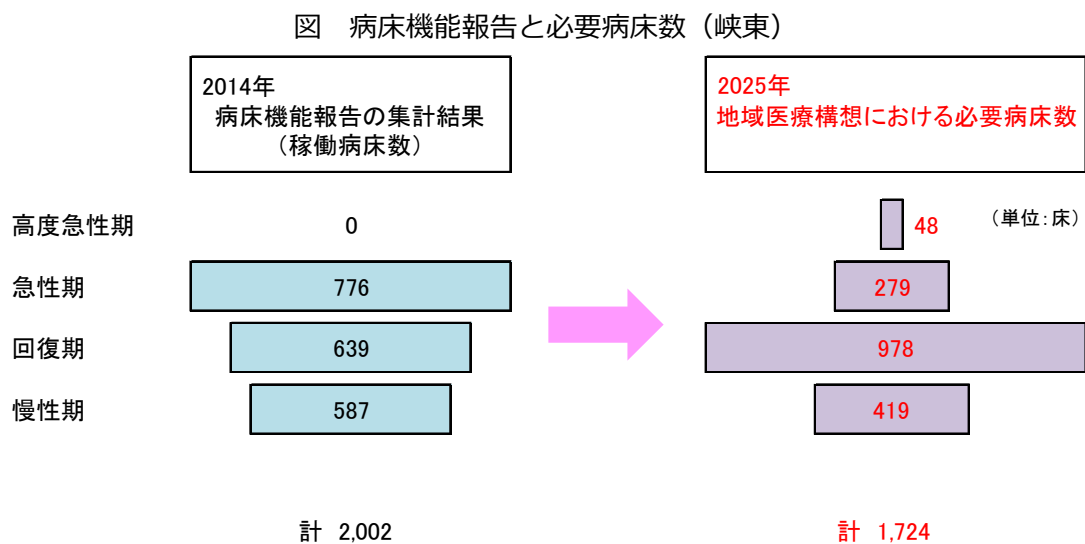 図　病床機能報告と必要病床数（峡東）
2014年
病床機能報告の集計結果
（稼働病床数）
2025年
地域医療構想における必要病床数
高度急性期 0 48 （単位：床）
急性期 776 279
回復期 639 978
慢性期 587 419
計 2,002 計 1,724